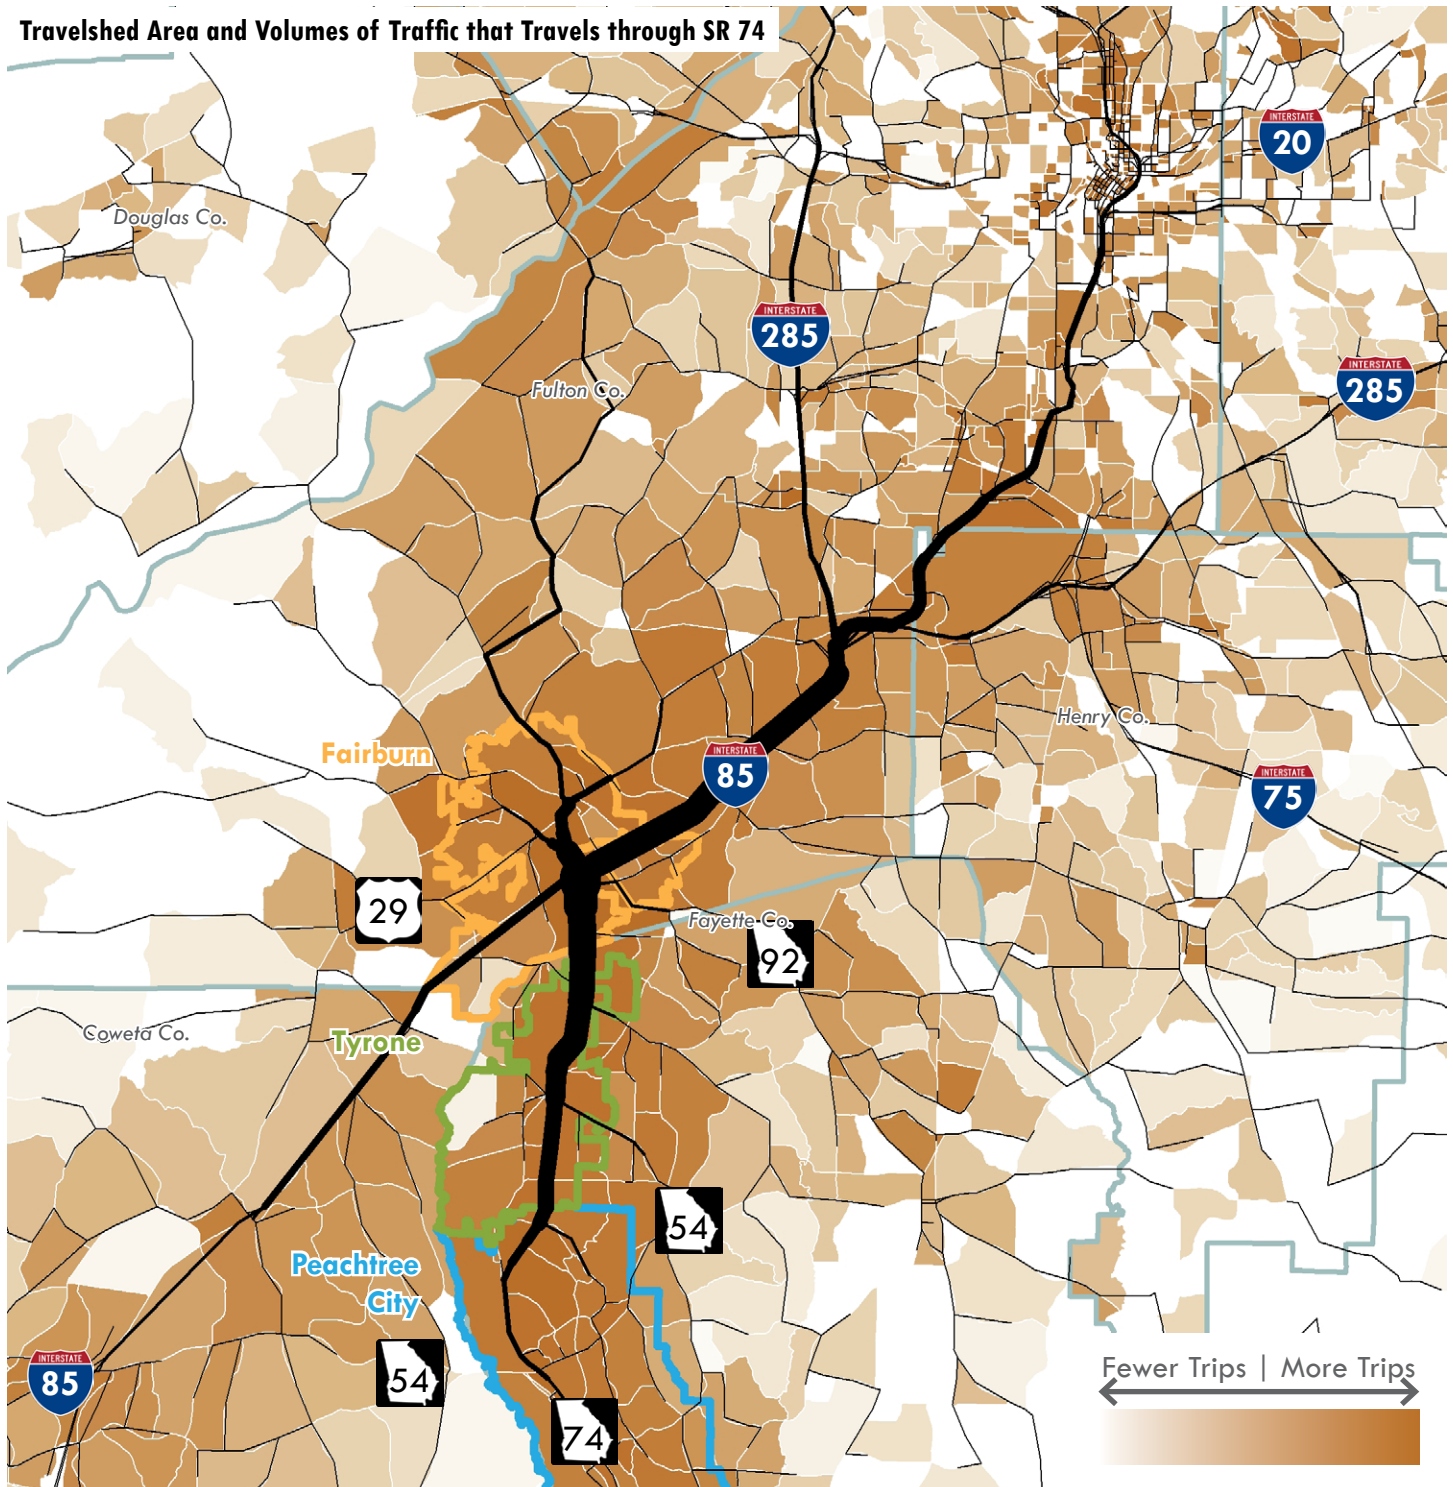 Travelshed Area and Volumes of Traffic that Travels through SR 74
INTERSTATE
20
Douglas Co.
INTERSTATE
285
INTERSTATE
285
Fulton Co.
Henry Co.
Fairburn
INTERSTATE
85
INTERSTATE
75
29
Fayette Co.
92
Coweta Co.
Tyrone
54
Peachtree
City
INTERSTATE
85
54
74
Fewer Trips | More Trips